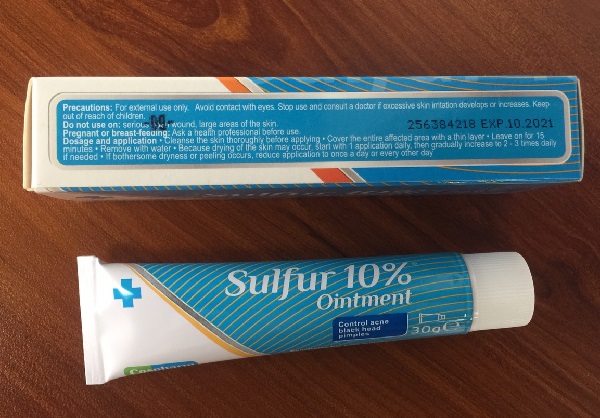 Precautions: For external use only. Avoid contact with eyes. Stop use and consult a doctor if excessive skin irritation develops or increases. Keep
out of reach of children.
Do not use on: wound, large areas of the skin.
256384218 EXP.10.2021
Pregnant or breast-feeding: Ask a health professional before use.
Dosage and application • Cleanse the skin thoroughly before applying • Cover the entire affected area with a thin layer • Leave on for 15
minutes • Remove with water • Because drying of the skin may occur, start with 1 application daily, then gradually increase to 2 - 3 times daily
if needed • If bothersome dryness or peeling occurs, reduce application to once a day or every other day
Sulfur 10%
Ointment
Control acne
black head
pimples
30g e